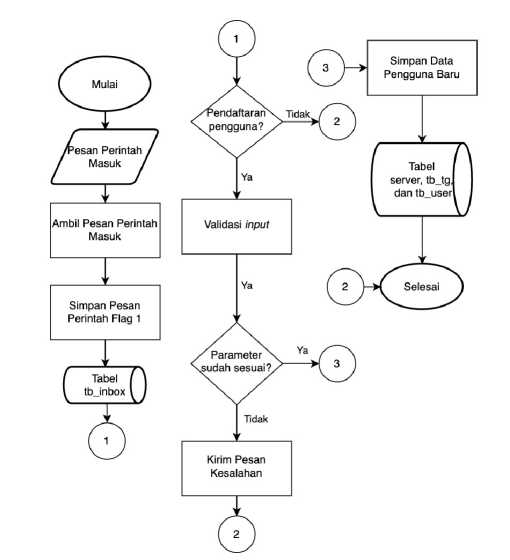 Mulai
Pesan Perintah
Masuk
Ambil Pesan Perintah
Masuk
Simpan Pesan
Perintah Flag 1
Tabel
tb_inbox
1
1
Pendaftaran
pengguna?
Tidak
2
Ya
Validasi input
Ya
Parameter
sudah sesuai?
Ya
3
Tidak
Kirim Pesan
Kesalahan
2
3
Simpan Data
Pengguna Baru
Tabel
server, tb_tg,
dan tb_user
2
Selesai